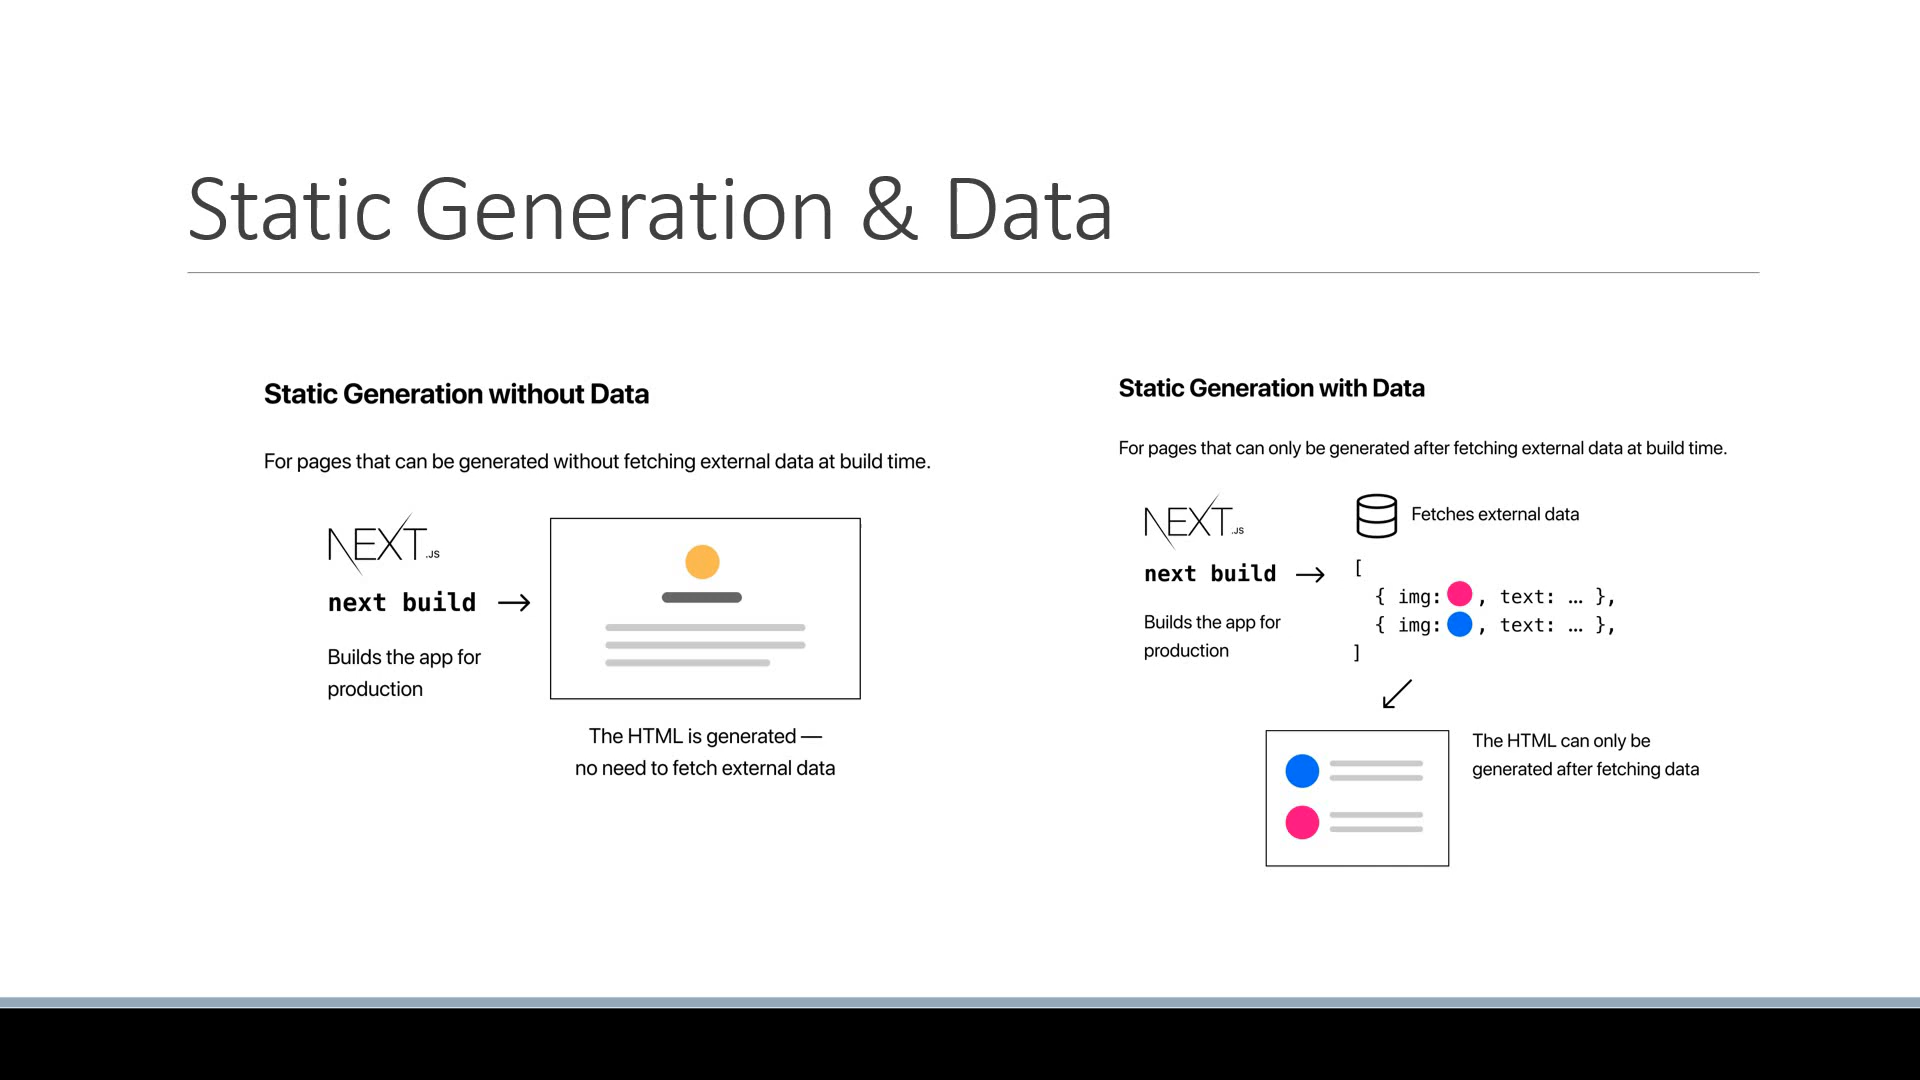 Static Generation & Data
Static Generation without Data
For pages that can be generated without fetching external data at build time.
NEXT.JS
next build
Builds the app for
production
The HTML is generated —
no need to fetch external data
Static Generation with Data
For pages that can only be generated after fetching external data at build time.
NEXT.JS
next build
Builds the app for
production
Fetches external data
[
{ img: , text: … },
{ img: , text: … },
]
The HTML can only be
generated after fetching data